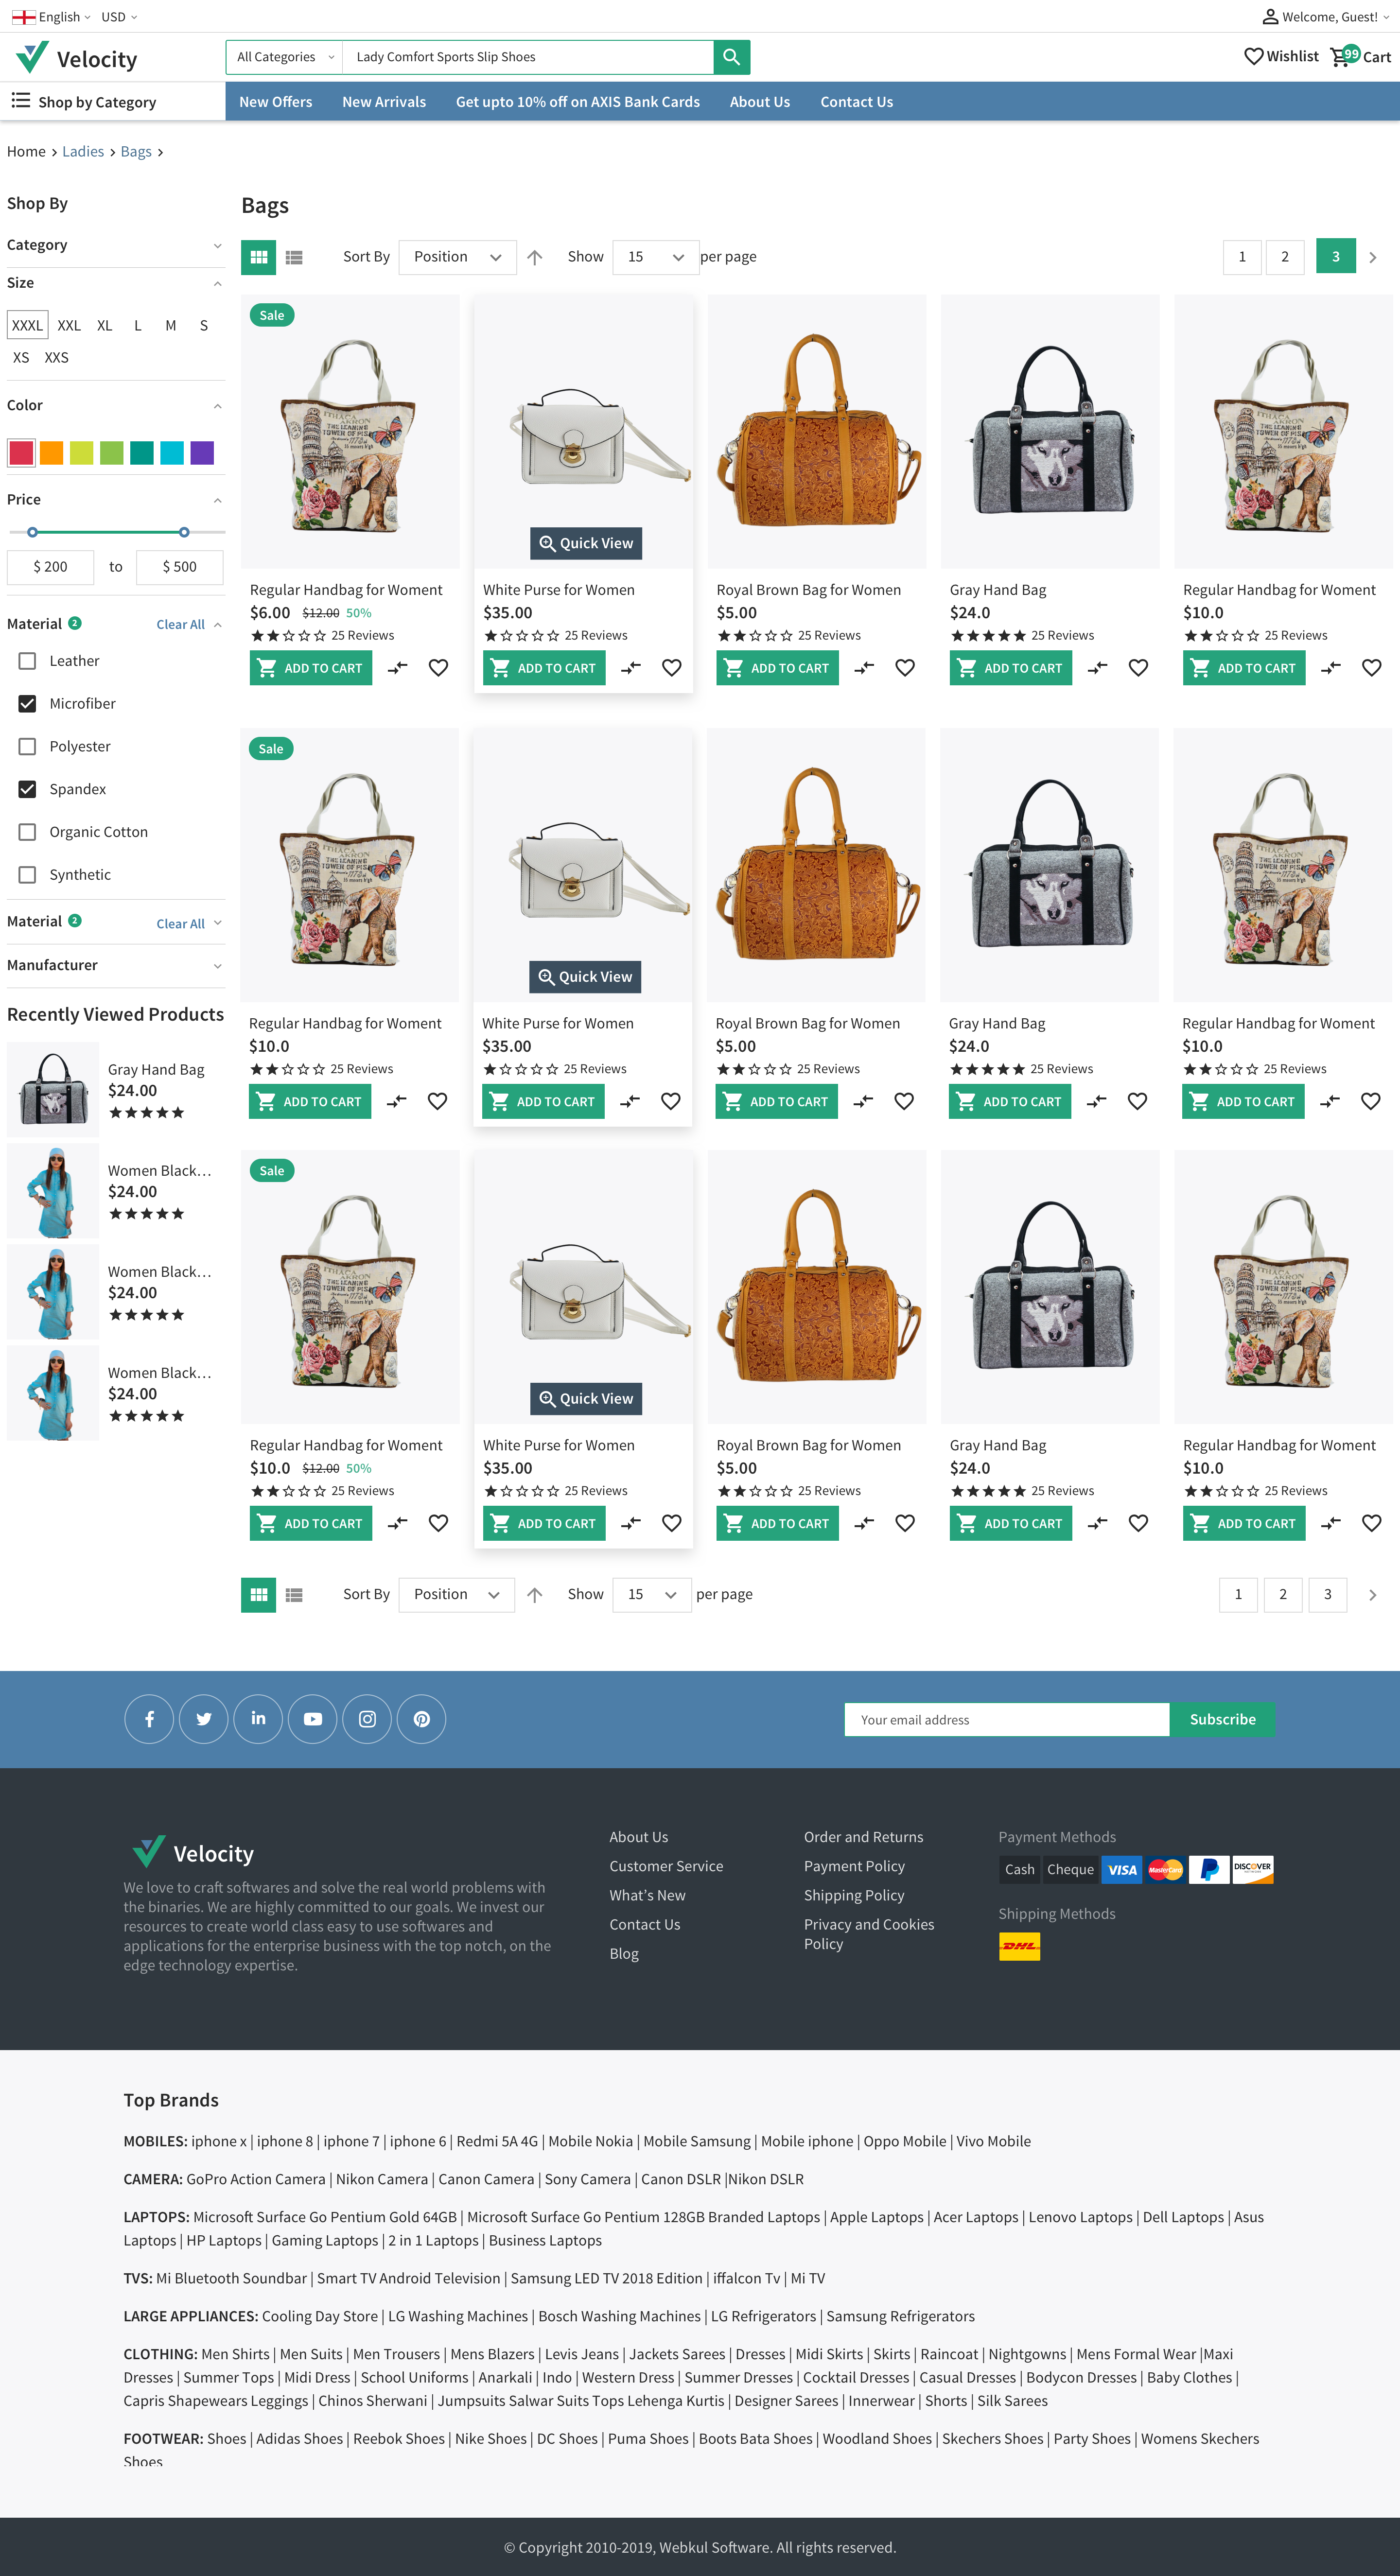 English USD Welcome, Guest!
Velocity All Categories Lady Comfort Sports Slip Shoes Wishlist 99 Cart
Shop by Category New Offers New Arrivals Get upto 10% off on AXIS Bank Cards About Us Contact Us
Home Ladies Bags
Shop By
Category
Size
XXXL XXL XL L M S
XS XXS
Color
Price
$ 200 to $ 500
Material 2 Clear All
Leather
Microfiber
Polyester
Spandex
Organic Cotton
Synthetic
Material 2 Clear All
Manufacturer
Recently Viewed Products
Gray Hand Bag
$24.00
Women Black...
$24.00
Women Black...
$24.00
Women Black...
$24.00
Bags
Sort By Position Show 15 per page 1 2 3
Sale
Quick View
Regular Handbag for Woment White Purse for Women Royal Brown Bag for Women Gray Hand Bag Regular Handbag for Woment
$6.00 $12.00 50% $35.00 $5.00 $24.0 $10.0
25 Reviews 25 Reviews 25 Reviews 25 Reviews 25 Reviews
ADD TO CART ADD TO CART ADD TO CART ADD TO CART ADD TO CART
Sale
Quick View
Regular Handbag for Woment White Purse for Women Royal Brown Bag for Women Gray Hand Bag Regular Handbag for Woment
$10.0 $35.00 $5.00 $24.0 $10.0
25 Reviews 25 Reviews 25 Reviews 25 Reviews 25 Reviews
ADD TO CART ADD TO CART ADD TO CART ADD TO CART ADD TO CART
Sale
Quick View
Regular Handbag for Woment White Purse for Women Royal Brown Bag for Women Gray Hand Bag Regular Handbag for Woment
$10.0 $12.00 50% $35.00 $5.00 $24.0 $10.0
25 Reviews 25 Reviews 25 Reviews 25 Reviews 25 Reviews
ADD TO CART ADD TO CART ADD TO CART ADD TO CART ADD TO CART
Sort By Position Show 15 per page 1 2 3
Your email address Subscribe
Velocity
We love to craft softwares and solve the real world problems with
the binaries. We are highly committed to our goals. We invest our
resources to create world class easy to use softwares and
applications for the enterprise business with the top notch, on the
edge technology expertise.
About Us
Customer Service
What's New
Contact Us
Blog
Order and Returns
Payment Policy
Shipping Policy
Privacy and Cookies
Policy
Payment Methods
Cash Cheque VISA MasterCard DISCOVER
Shipping Methods
DHL
Top Brands
MOBILES: iphone x | iphone 8 | iphone 7 | iphone 6 | Redmi 5A 4G | Mobile Nokia | Mobile Samsung | Mobile iphone | Oppo Mobile | Vivo Mobile
CAMERA: GoPro Action Camera | Nikon Camera | Canon Camera | Sony Camera | Canon DSLR |Nikon DSLR
LAPTOPS: Microsoft Surface Go Pentium Gold 64GB | Microsoft Surface Go Pentium 128GB Branded Laptops | Apple Laptops | Acer Laptops | Lenovo Laptops | Dell Laptops | Asus
Laptops | HP Laptops | Gaming Laptops | 2 in 1 Laptops | Business Laptops
TVS: Mi Bluetooth Soundbar | Smart TV Android Television | Samsung LED TV 2018 Edition | iffalcon Tv | Mi TV
LARGE APPLIANCES: Cooling Day Store | LG Washing Machines | Bosch Washing Machines | LG Refrigerators | Samsung Refrigerators
CLOTHING: Men Shirts | Men Suits | Men Trousers | Mens Blazers | Levis Jeans | Jackets Sarees | Dresses | Midi Skirts | Skirts | Raincoat | Nightgowns | Mens Formal Wear |Maxi
Dresses | Summer Tops | Midi Dress | School Uniforms | Anarkali | Indo | Western Dress | Summer Dresses | Cocktail Dresses | Casual Dresses | Bodycon Dresses | Baby Clothes |
Capris Shapewears Leggings | Chinos Sherwani | Jumpsuits Salwar Suits Tops Lehenga Kurtis | Designer Sarees | Innerwear | Shorts | Silk Sarees
FOOTWEAR: Shoes | Adidas Shoes | Reebok Shoes | Nike Shoes | DC Shoes | Puma Shoes | Boots Bata Shoes | Woodland Shoes | Skechers Shoes | Party Shoes | Womens Skechers
Shoes
© Copyright 2010-2019, Webkul Software. All rights reserved.